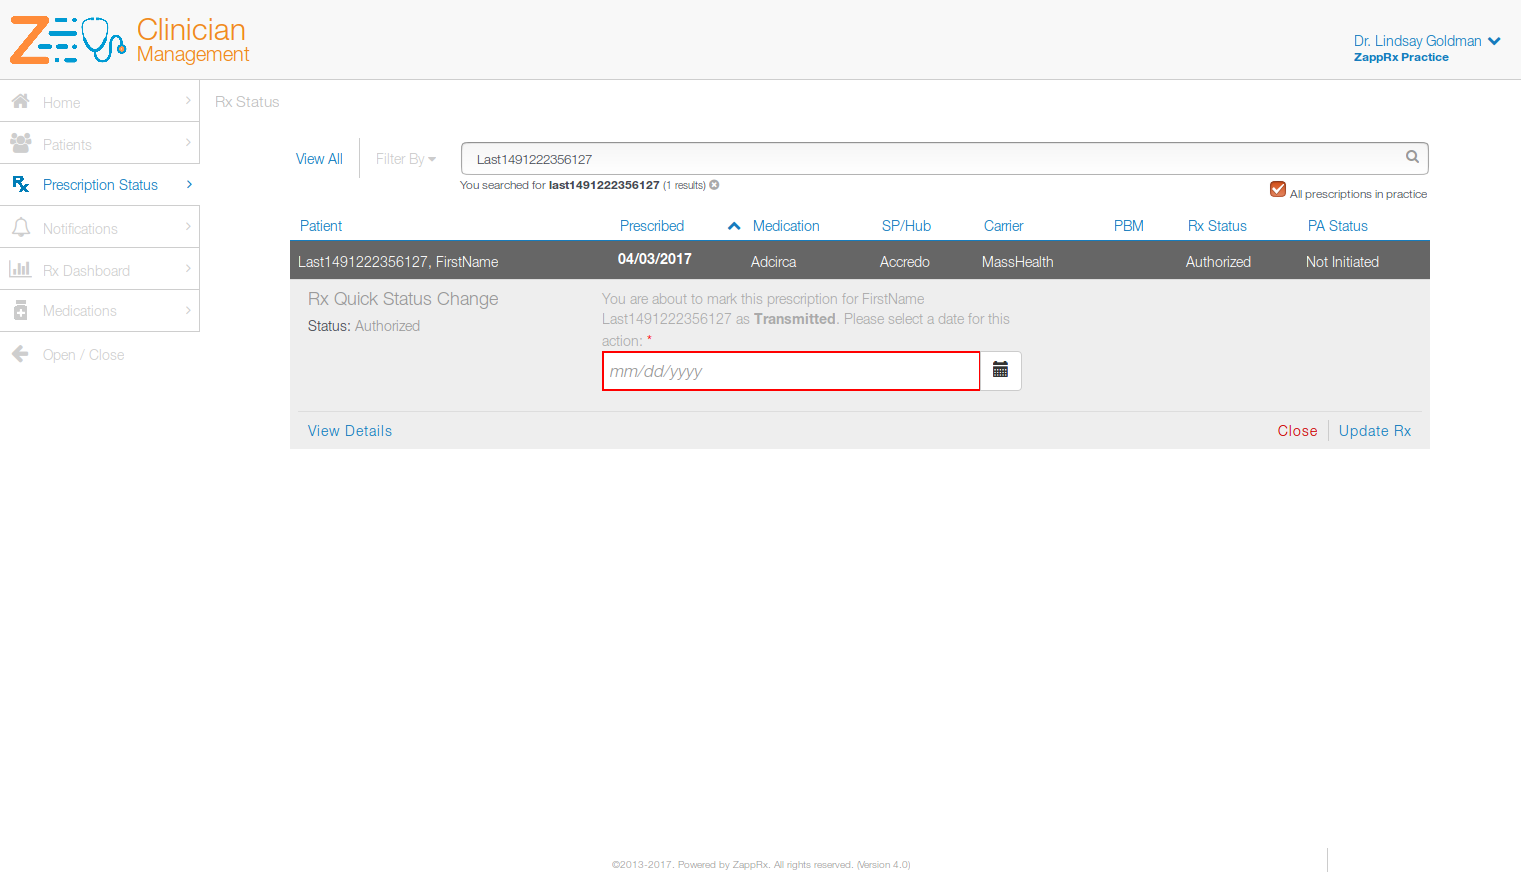 Clinician
Management
Dr. Lindsay Goldman
ZappRx Practice
Home
Patients
Prescription Status
Notifications
Rx Dashboard
Medications
Open / Close
Rx Status
View All
Filter By
Last1491222356127
You searched for last1491222356127 (1 results)
All prescriptions in practice
Patient Prescribed Medication SP/Hub Carrier PBM Rx Status PA Status
Last1491222356127, FirstName 04/03/2017 Adcirca Accredo MassHealth Authorized Not Initiated
Rx Quick Status Change
Status: Authorized
You are about to mark this prescription for FirstName
Last1491222356127 as Transmitted. Please select a date for this
action: *
mm/dd/yyyy
View Details
Close
Update Rx
©2013-2017. Powered by ZappRx. All rights reserved. (Version 4.0)